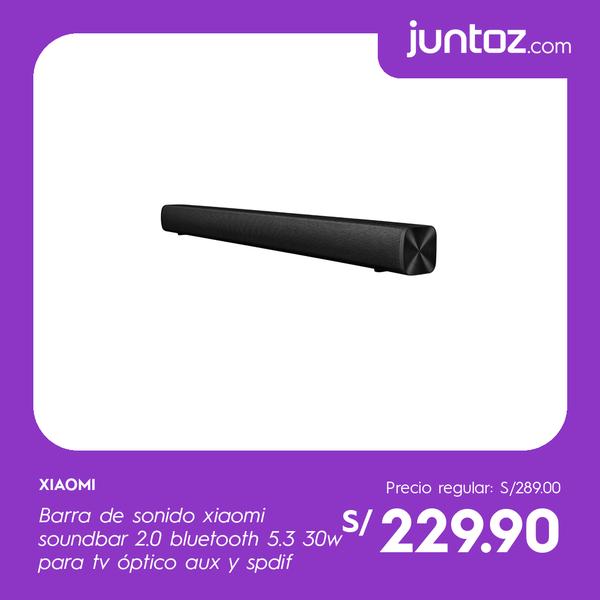 juntoz.com
XIAOMI
Barra de sonido xiaomi
soundbar 2.0 bluetooth 5.3 30w
para tv óptico aux y spdif
Precio regular: S/289.00
S/ 229.90